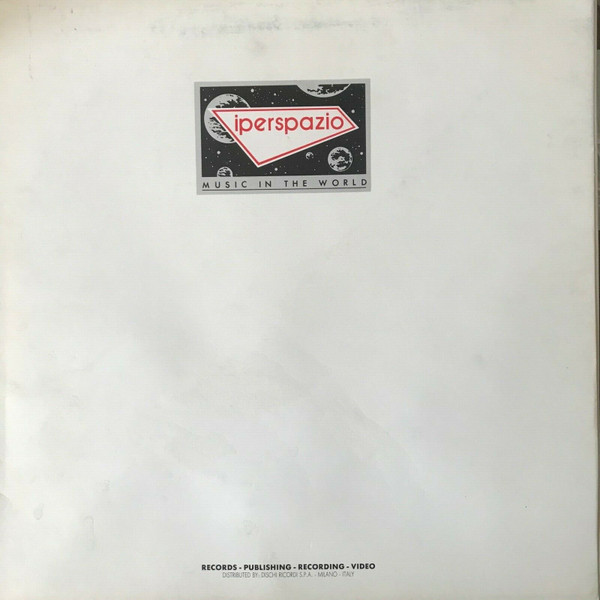 iperspazio
MUSIC IN THE WORLD
RECORDS - PUBLISHING - RECORDING - VIDEO
DISTRIBUTED BY: DISCHI RICORDI S.P.A. - MILANO - ITALY